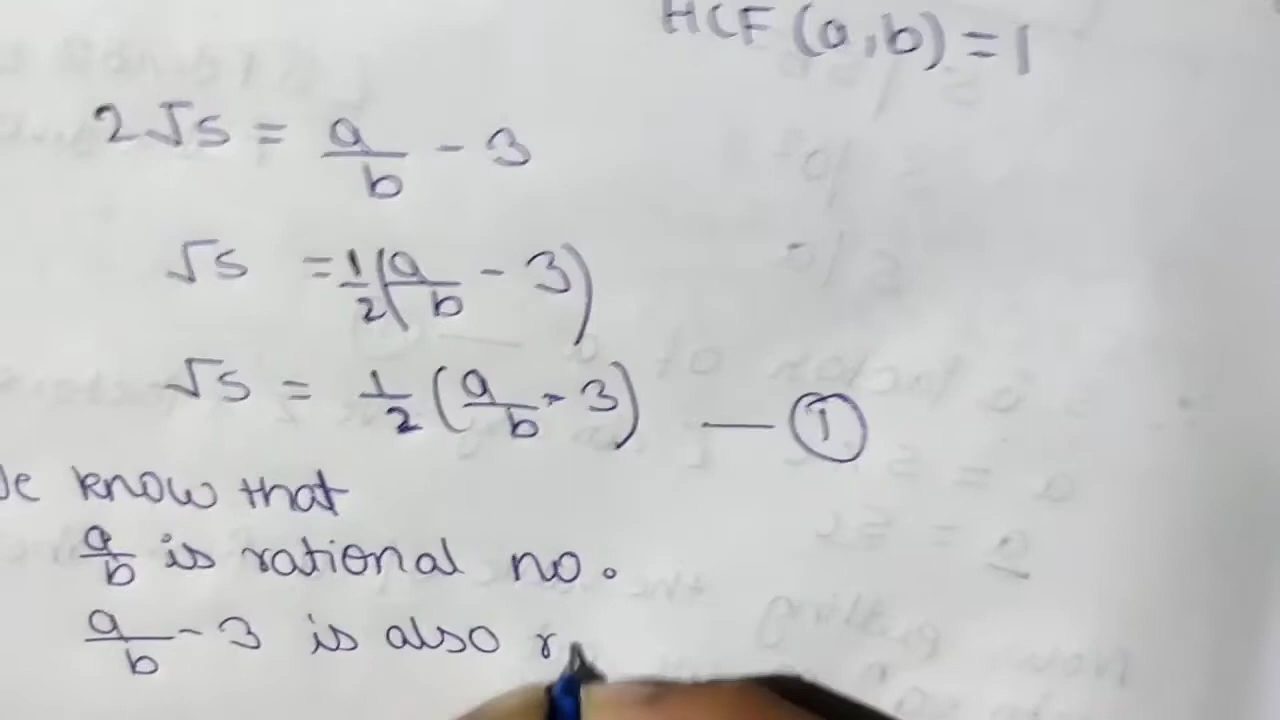 HCF (a,b) = 1
2√5 = a/b - 3
√5 = 1/2 (a/b - 3)
√5 = 1/2 (a/b - 3) — ①
know that
a/b is rational no.
a/b - 3 is also r